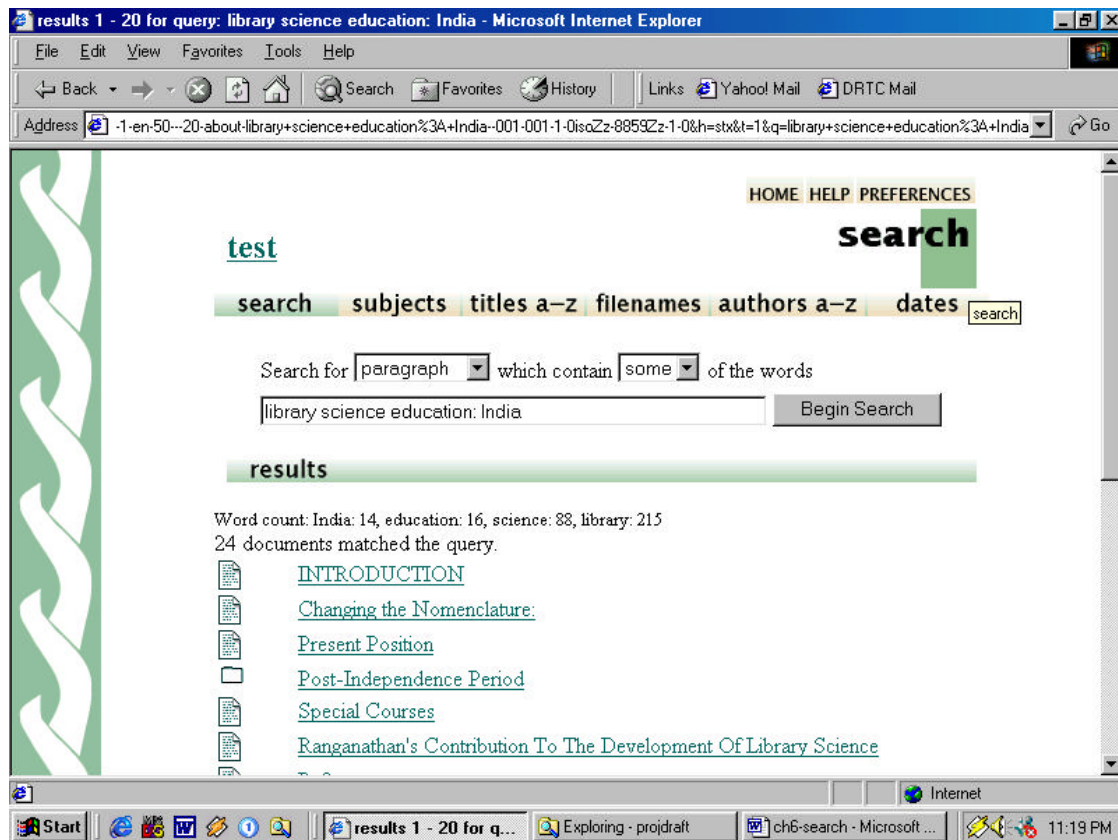 results 1 - 20 for query: library science education: India - Microsoft Internet Explorer
File Edit View Favorites Tools Help
Back Search Favorites History Links Yahoo! Mail DRTC Mail
Address -1-en-50---20-about-library+science+education%3A+India--001-001-1-0isoZz-8859Zz-1-0&h=stx&t=1&q=library+science+education%3A+India Go
HOME HELP PREFERENCES
search
test
search subjects titles a–z filenames authors a–z dates
search
Search for paragraph which contain some of the words
library science education: India Begin Search
results
Word count: India: 14, education: 16, science: 88, library: 215
24 documents matched the query.
INTRODUCTION
Changing the Nomenclature:
Present Position
Post-Independence Period
Special Courses
Ranganathan's Contribution To The Development Of Library Science
Internet
Start results 1 - 20 for q... Exploring - projdraft ch6-search - Microsoft ... 11:19 PM